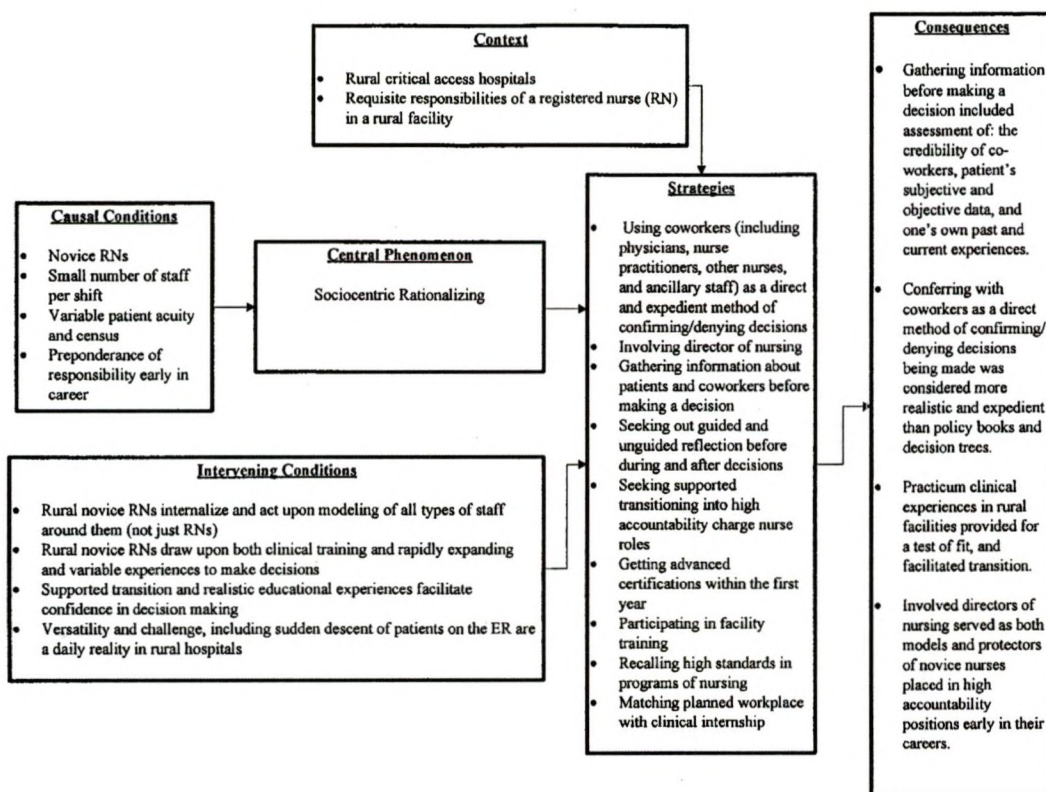 Context
• Rural critical access hospitals
• Requisite responsibilities of a registered nurse (RN)
in a rural facility
Causal Conditions
• Novice RNs
• Small number of staff
per shift
• Variable patient acuity
and census
• Preponderance of
responsibility early in
career
Central Phenomenon
Sociocentric Rationalizing
Intervening Conditions
• Rural novice RNs internalize and act upon modeling of all types of staff
around them (not just RNs)
• Rural novice RNs draw upon both clinical training and rapidly expanding
and variable experiences to make decisions
• Supported transition and realistic educational experiences facilitate
confidence in decision making
• Versatility and challenge, including sudden descent of patients on the ER are
a daily reality in rural hospitals
Strategies
• Using coworkers (including
physicians, nurse
practitioners, other nurses,
and ancillary staff) as a direct
and expedient method of
confirming/denying decisions
• Involving director of nursing
• Gathering information about
patients and coworkers before
making a decision
• Seeking out guided and
unguided reflection before
during and after decisions
• Seeking supported
transitioning into high
accountability charge nurse
roles
• Getting advanced
certifications within the first
year
• Participating in facility
training
• Recalling high standards in
programs of nursing
• Matching planned workplace
with clinical internship
Consequences
• Gathering information
before making a
decision included
assessment of: the
credibility of co-
workers, patient's
subjective and
objective data, and
one's own past and
current experiences.
• Conferring with
coworkers as a direct
method of confirming/
denying decisions
being made was
considered more
realistic and expedient
than policy books and
decision trees.
• Practicum clinical
experiences in rural
facilities provided for
a test of fit, and
facilitated transition.
• Involved directors of
nursing served as both
models and protectors
of novice nurses
placed in high
accountability
positions early in their
careers.